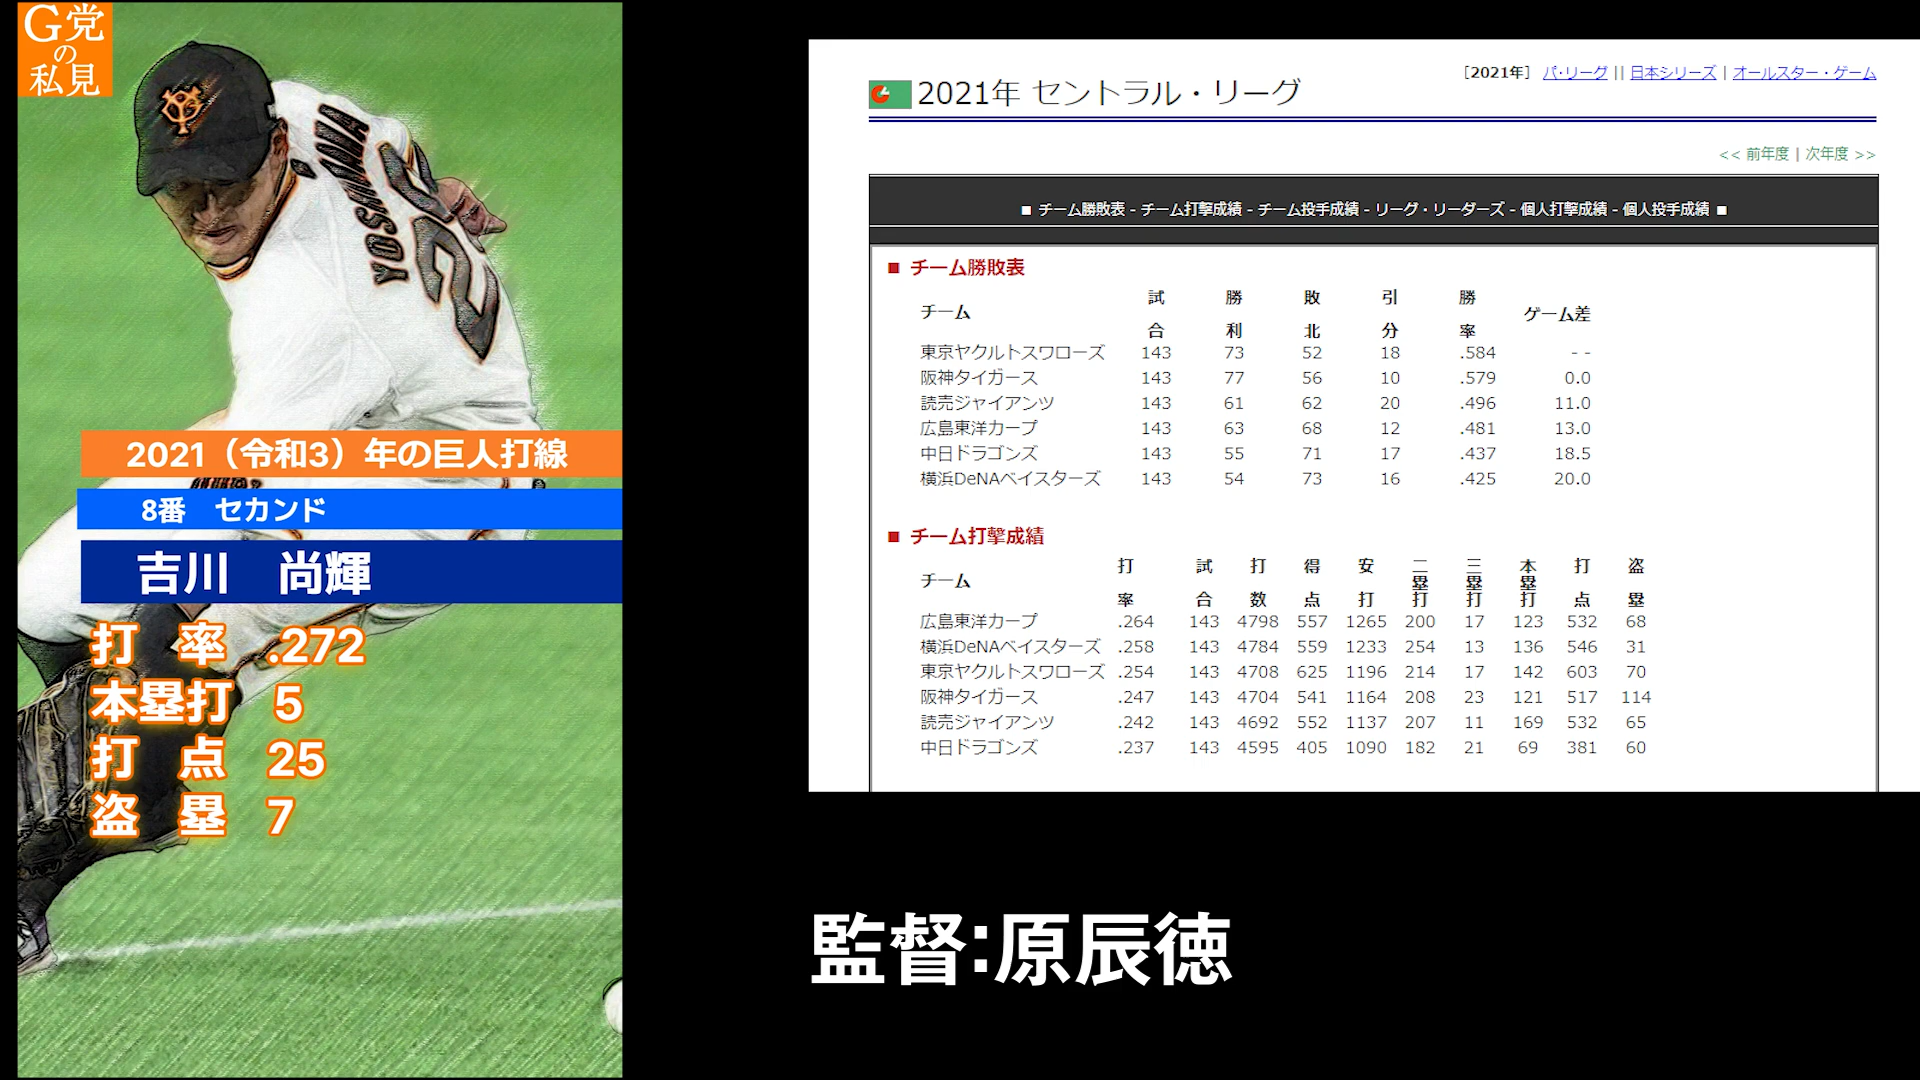 G党
の
私見
YOSHIKAWA
2021（令和3）年の巨人打線
8番　セカンド
吉川　尚輝
打　率　.272
本塁打　5
打　点　25
盗　塁　7
[2021年] パ・リーグ || 日本シリーズ | オールスター・ゲーム
2021年 セントラル・リーグ
<< 前年度 | 次年度 >>
■ チーム勝敗表 - チーム打撃成績 - チーム投手成績 - リーグ・リーダーズ - 個人打撃成績 - 個人投手成績 ■
■ チーム勝敗表
チーム 試合 勝利 敗北 引分 勝率 ゲーム差
東京ヤクルトスワローズ 143 73 52 18 .584 - -
阪神タイガース 143 77 56 10 .579 0.0
読売ジャイアンツ 143 61 62 20 .496 11.0
広島東洋カープ 143 63 68 12 .481 13.0
中日ドラゴンズ 143 55 71 17 .437 18.5
横浜DeNAベイスターズ 143 54 73 16 .425 20.0
■ チーム打撃成績
チーム 打率 試合 打数 得点 安打 二塁打 三塁打 本塁打 打点 盗塁
広島東洋カープ .264 143 4798 557 1265 200 17 123 532 68
横浜DeNAベイスターズ .258 143 4784 559 1233 254 13 136 546 31
東京ヤクルトスワローズ .254 143 4708 625 1196 214 17 142 603 70
阪神タイガース .247 143 4704 541 1164 208 23 121 517 114
読売ジャイアンツ .242 143 4692 552 1137 207 11 169 532 65
中日ドラゴンズ .237 143 4595 405 1090 182 21 69 381 60
監督:原辰徳